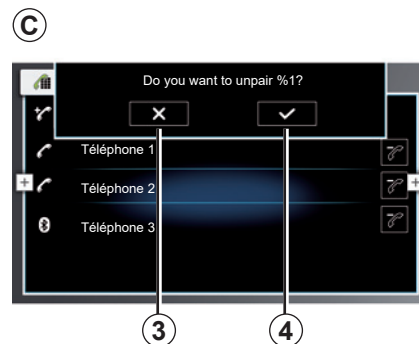 C
Do you want to unpair %1?
Téléphone 1
Téléphone 2
Téléphone 3
3 4